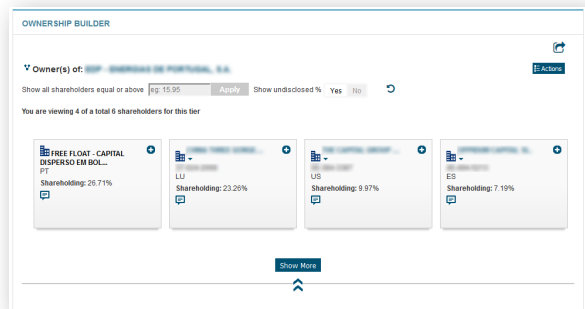 OWNERSHIP BUILDER
Owner(s) of:
Actions
Show all shareholders equal or above eg: 15.95 Apply Show undisclosed % Yes No
You are viewing 4 of a total 6 shareholders for this tier
FREE FLOAT - CAPITAL
DISPERSO EM BOL...
PT
Shareholding: 26.71%
LU
Shareholding: 23.26%
US
Shareholding: 9.97%
ES
Shareholding: 7.19%
Show More